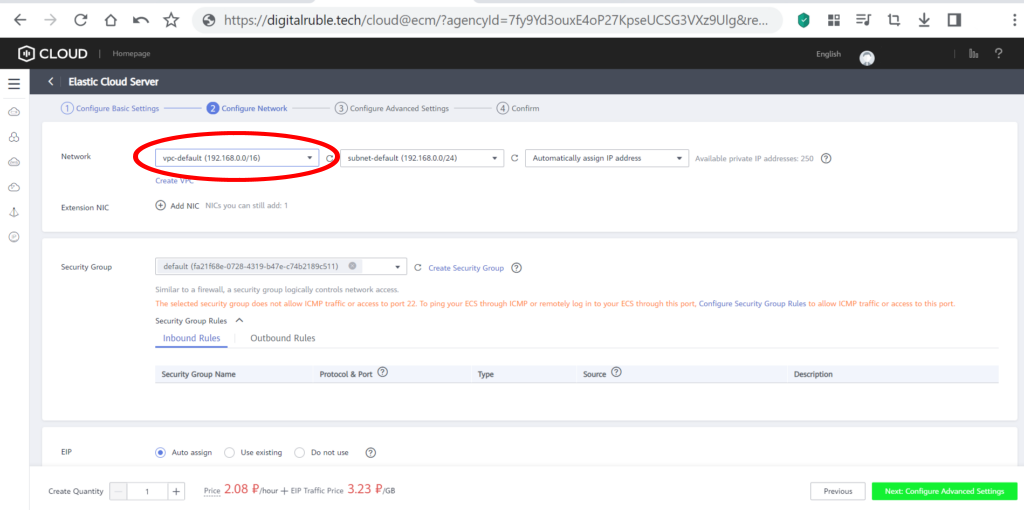 https://digitalruble.tech/cloud@ecm/?agencyId=7fy9Yd3ouxE4oP27KpseUCSG3VXz9Ulg&re...
CLOUD | Homepage English
Elastic Cloud Server
1 Configure Basic Settings 2 Configure Network 3 Configure Advanced Settings 4 Confirm
Network vpc-default (192.168.0.0/16) subnet-default (192.168.0.0/24) Automatically assign IP address Available private IP addresses: 250
Create VPC
Extension NIC Add NIC NICs you can still add: 1
Security Group default (fa21f68e-0728-4319-b47e-c74b2189c511) Create Security Group
Similar to a firewall, a security group logically controls network access.
The selected security group does not allow ICMP traffic or access to port 22. To ping your ECS through ICMP or remotely log in to your ECS through this port, Configure Security Group Rules to allow ICMP traffic or access to this port.
Security Group Rules
Inbound Rules Outbound Rules
Security Group Name Protocol & Port Type Source Description
EIP Auto assign Use existing Do not use
Create Quantity 1 Price 2.08 ₽/hour + EIP Traffic Price 3.23 ₽/GB Previous Next: Configure Advanced Settings